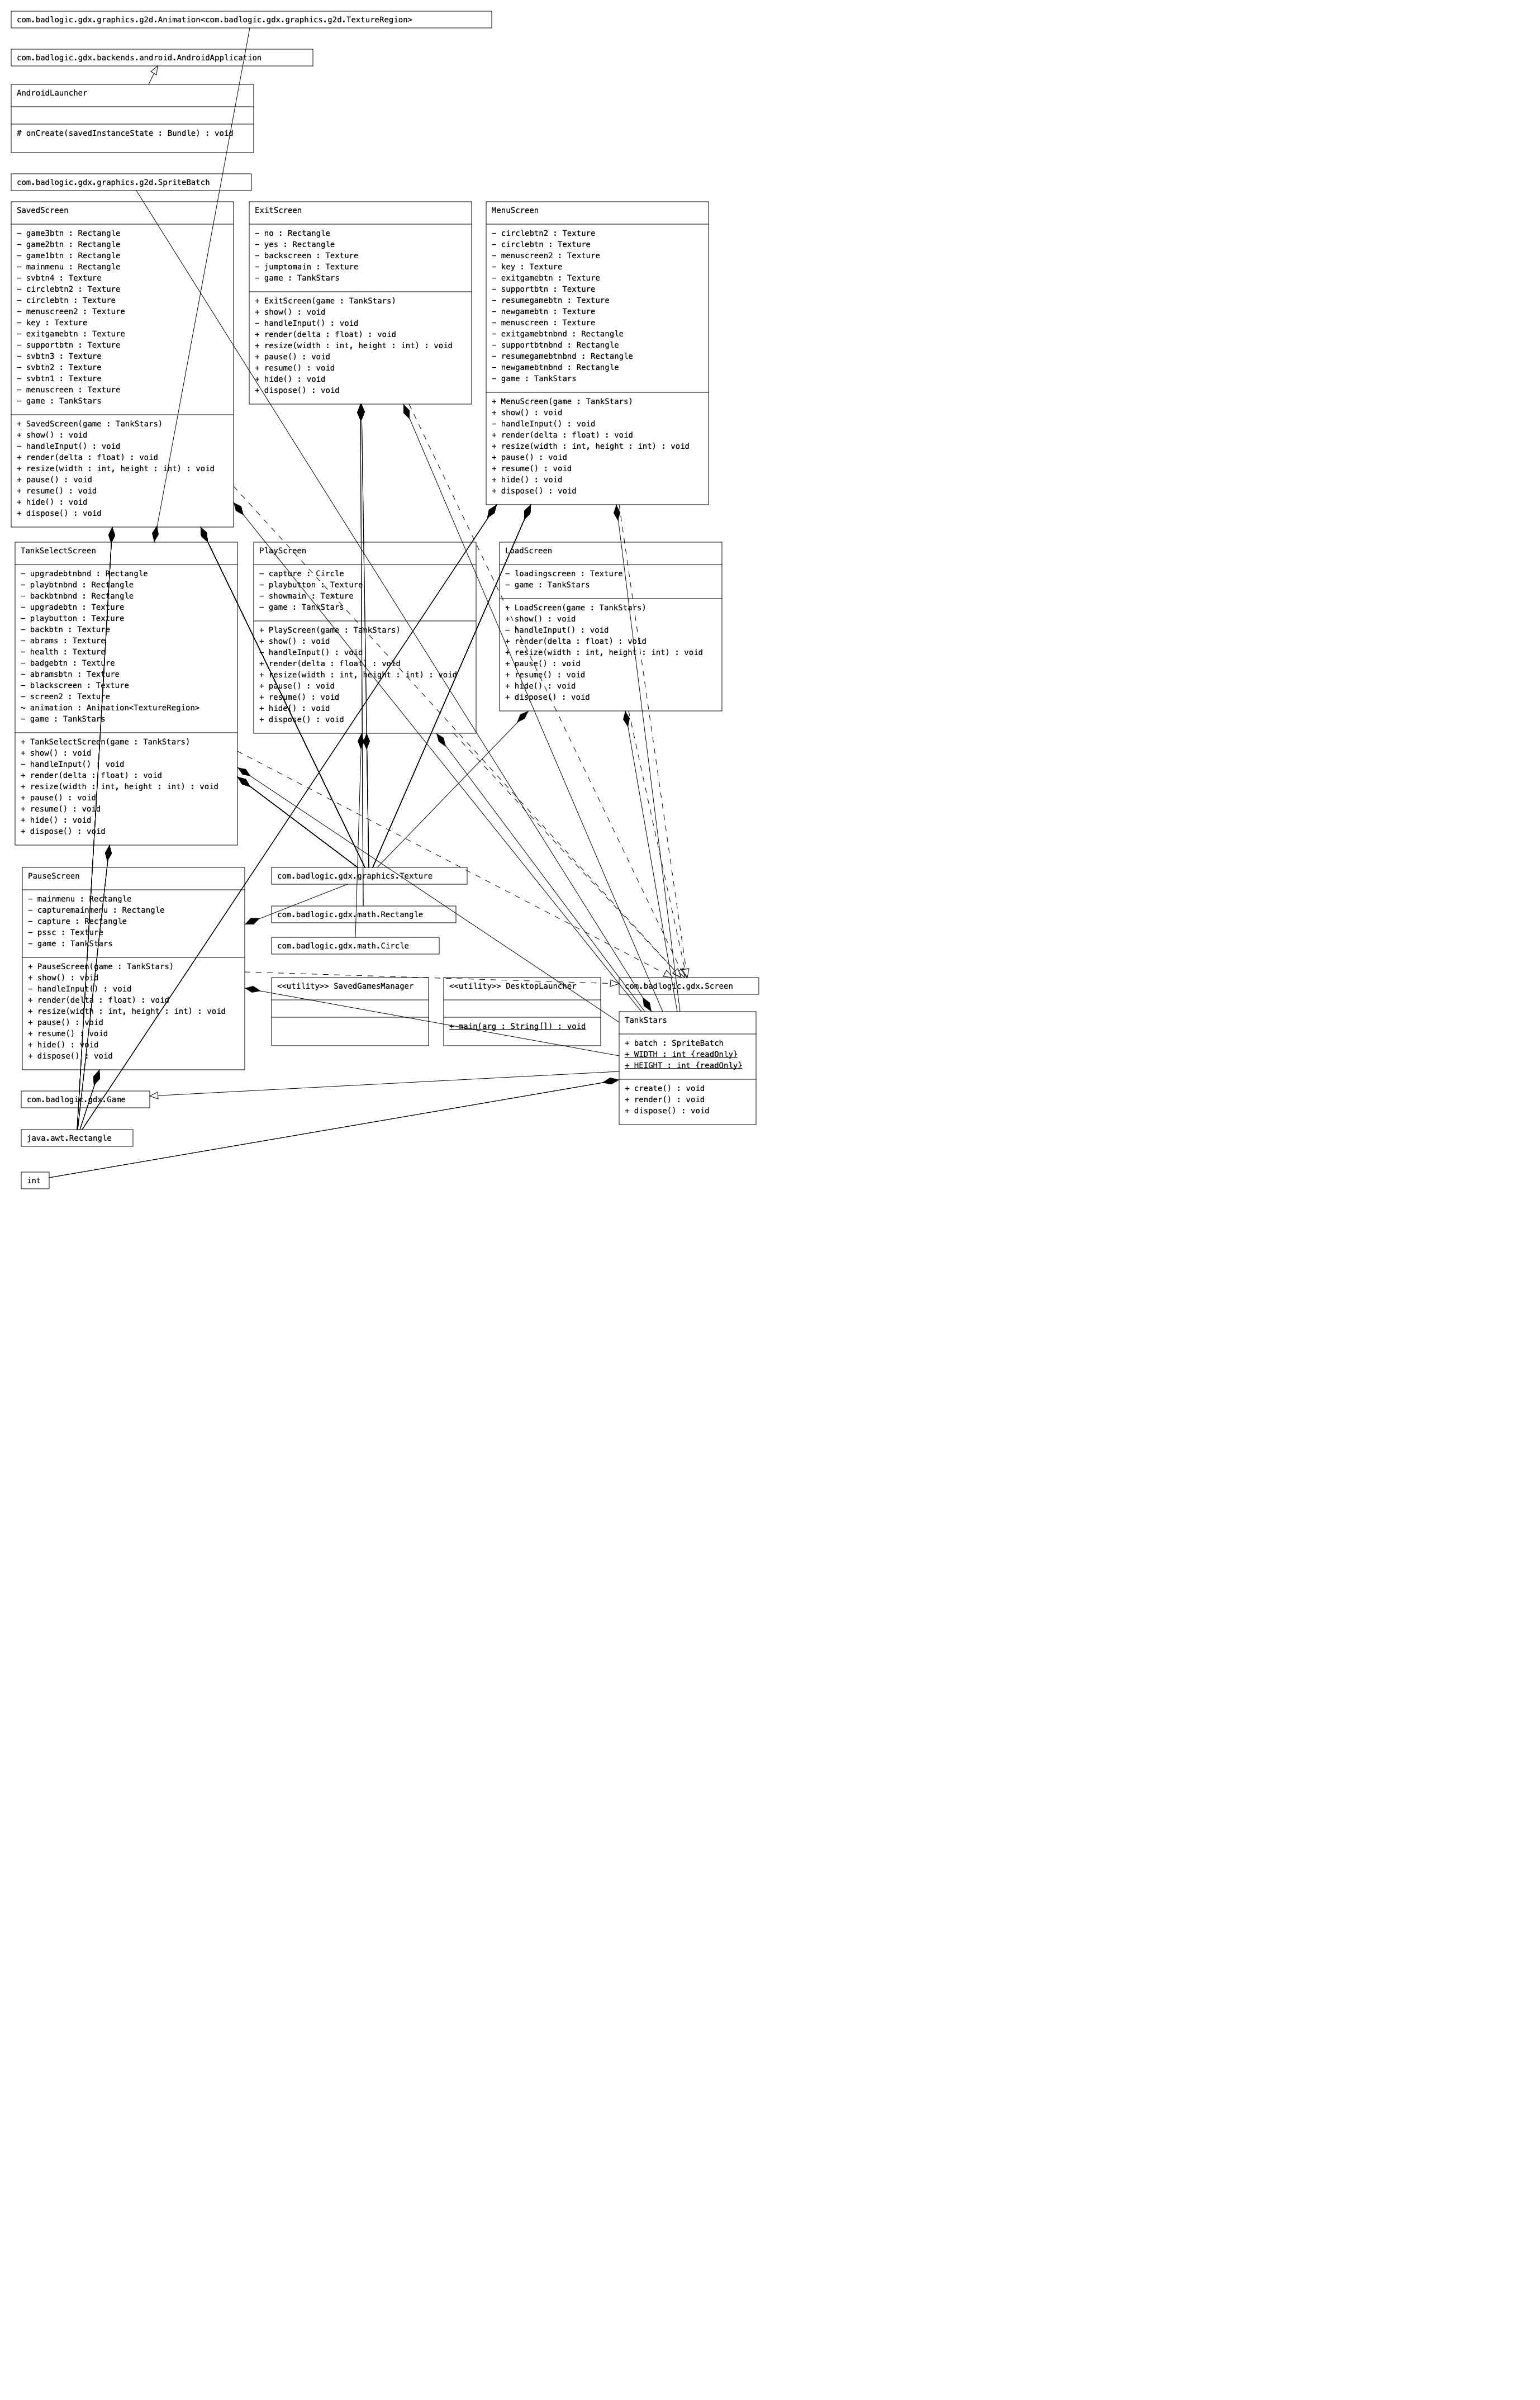 com.badlogic.gdx.graphics.g2d.Animation<com.badlogic.gdx.graphics.g2d.TextureRegion>
com.badlogic.gdx.backends.android.AndroidApplication
AndroidLauncher
# onCreate(savedInstanceState : Bundle) : void
com.badlogic.gdx.graphics.g2d.SpriteBatch
SavedScreen
− game3btn : Rectangle
− game2btn : Rectangle
− game1btn : Rectangle
− mainmenu : Rectangle
− svbtn4 : Texture
− circlebtn2 : Texture
− circlebtn : Texture
− menuscreen2 : Texture
− key : Texture
− exitgamebtn : Texture
− supportbtn : Texture
− svbtn3 : Texture
− svbtn2 : Texture
− svbtn1 : Texture
− menuscreen : Texture
− game : TankStars
+ SavedScreen(game : TankStars)
+ show() : void
− handleInput() : void
+ render(delta : float) : void
+ resize(width : int, height : int) : void
+ pause() : void
+ resume() : void
+ hide() : void
+ dispose() : void
ExitScreen
− no : Rectangle
− yes : Rectangle
− backscreen : Texture
− jumptomain : Texture
− game : TankStars
+ ExitScreen(game : TankStars)
+ show() : void
− handleInput() : void
+ render(delta : float) : void
+ resize(width : int, height : int) : void
+ pause() : void
+ resume() : void
+ hide() : void
+ dispose() : void
MenuScreen
− circlebtn2 : Texture
− circlebtn : Texture
− menuscreen2 : Texture
− key : Texture
− exitgamebtn : Texture
− supportbtn : Texture
− resumegamebtn : Texture
− newgamebtn : Texture
− menuscreen : Texture
− exitgamebtnbnd : Rectangle
− supportbtnbnd : Rectangle
− resumegamebtnbnd : Rectangle
− newgamebtnbnd : Rectangle
− game : TankStars
+ MenuScreen(game : TankStars)
+ show() : void
− handleInput() : void
+ render(delta : float) : void
+ resize(width : int, height : int) : void
+ pause() : void
+ resume() : void
+ hide() : void
+ dispose() : void
TankSelectScreen
− upgradebtnbnd : Rectangle
− playbtnbnd : Rectangle
− backbtnbnd : Rectangle
− upgradebtn : Texture
− playbutton : Texture
− backbtn : Texture
− abrams : Texture
− health : Texture
− badgebtn : Texture
− abramsbtn : Texture
− blackscreen : Texture
− screen2 : Texture
~ animation : Animation<TextureRegion>
− game : TankStars
+ TankSelectScreen(game : TankStars)
+ show() : void
− handleInput() : void
+ render(delta : float) : void
+ resize(width : int, height : int) : void
+ pause() : void
+ resume() : void
+ hide() : void
+ dispose() : void
PlayScreen
− capture : Circle
− playbutton : Texture
− showmain : Texture
− game : TankStars
+ PlayScreen(game : TankStars)
+ show() : void
− handleInput() : void
+ render(delta : float) : void
+ resize(width : int, height : int) : void
+ pause() : void
+ resume() : void
+ hide() : void
+ dispose() : void
LoadScreen
− loadingscreen : Texture
− game : TankStars
+ LoadScreen(game : TankStars)
+ show() : void
− handleInput() : void
+ render(delta : float) : void
+ resize(width : int, height : int) : void
+ pause() : void
+ resume() : void
+ hide() : void
+ dispose() : void
PauseScreen
− mainmenu : Rectangle
− capturemainmenu : Rectangle
− capture : Rectangle
− pssc : Texture
− game : TankStars
+ PauseScreen(game : TankStars)
+ show() : void
− handleInput() : void
+ render(delta : float) : void
+ resize(width : int, height : int) : void
+ pause() : void
+ resume() : void
+ hide() : void
+ dispose() : void
com.badlogic.gdx.graphics.Texture
com.badlogic.gdx.math.Rectangle
com.badlogic.gdx.math.Circle
<<utility>> SavedGamesManager
<<utility>> DesktopLauncher
+ main(arg : String[]) : void
com.badlogic.gdx.Screen
TankStars
+ batch : SpriteBatch
+ WIDTH : int {readOnly}
+ HEIGHT : int {readOnly}
+ create() : void
+ render() : void
+ dispose() : void
com.badlogic.gdx.Game
java.awt.Rectangle
int